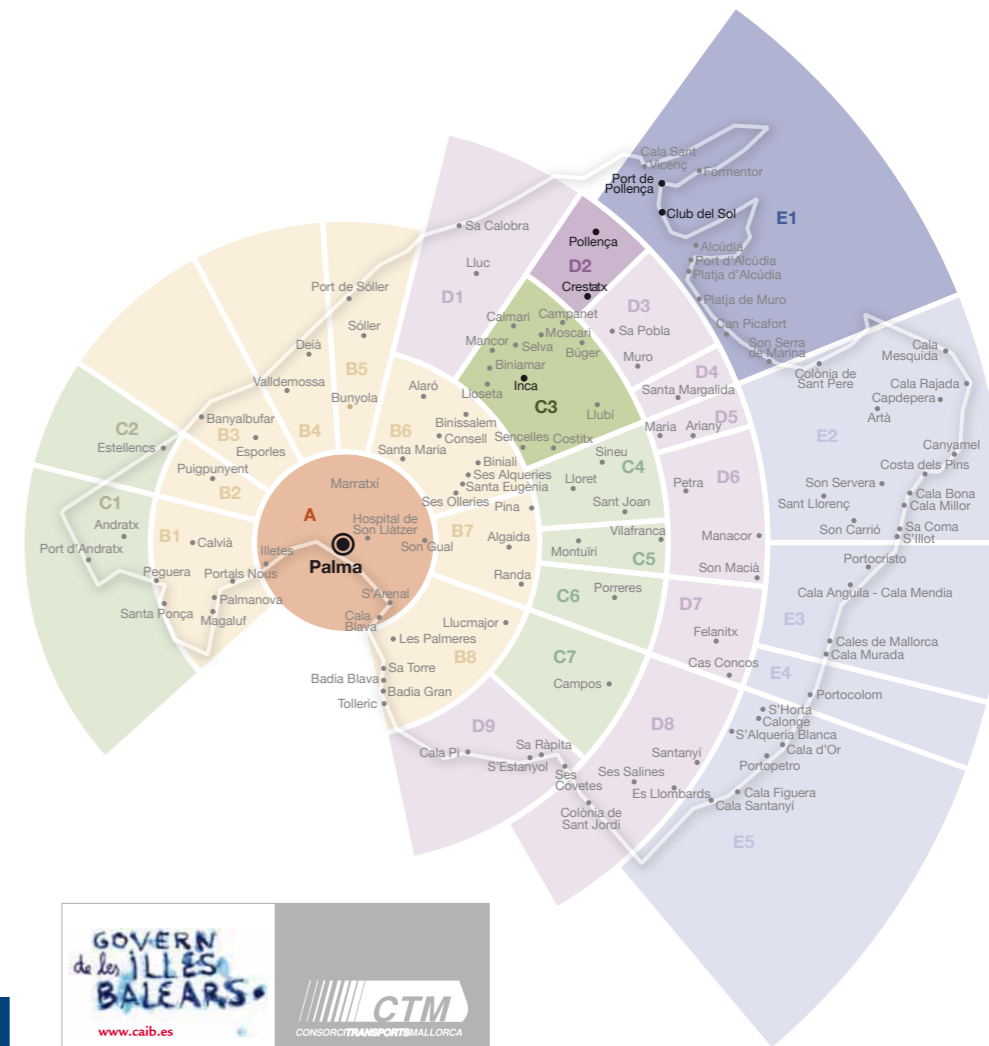 Cala Sant
Vicenç
Formentor
Port de
Pollença
Club del Sol
E1
Sa Calobra
Pollença
Alcúdia
Port d'Alcúdia
Platja d'Alcúdia
Lluc
D2
Crestatx
D1
Port de Sóller
Platja de Muro
D3
Caimari
Campanet
Sa Pobla
Can Picafort
Sóller
Moscari
Mancor
Selva
Búger
Son Serra
de Marina
Cala
Mesquida
Deià
Muro
Biniamar
D4
Colònia de
Sant Pere
B5
Inca
Cala Rajada
Valldemossa
Alaró
Lloseta
Santa Margalida
Capdepera
Bunyola
C3
Llubí
D5
Artà
Banyalbufar
Binissalem
C2
B3
B4
B6
Consell
Maria
Ariany
E2
Estellencs
Esporles
Sencelles
Costitx
Canyamel
Santa Maria
Sineu
Puigpunyent
Biniali
C4
Costa dels Pins
Ses Alqueries
Lloret
D6
B2
Marratxí
Santa Eugènia
Petra
Son Servera
Ses Olleries
Cala Bona
C1
Pina
Sant Joan
Sant Llorenç
Cala Millor
A
Hospital de
Son Llàtzer
Andratx
B1
B7
Vilafranca
Son Carrió
Sa Coma
Calvià
Algaida
Manacor
S'Illot
Port d'Andratx
Illetes
Son Gual
Montuïri
C5
Palma
Portocristo
Peguera
Portals Nous
Randa
Son Macià
S'Arenal
C6
Porreres
Cala Anguila - Cala Mendia
Palmanova
D7
Santa Ponça
Magaluf
Cala
Blava
Llucmajor
E3
Les Palmeres
Felanitx
Cales de Mallorca
B8
C7
Cas Concos
Cala Murada
Sa Torre
E4
Badia Blava
Campos
Badia Gran
Portocolom
Tolleric
S'Horta
D9
D8
Calonge
S'Alqueria Blanca
Sa Ràpita
Cala d'Or
Cala Pi
Santanyí
Portopetro
S'Estanyol
Ses
Covetes
Ses Salines
Es Llombards
Cala Figuera
Cala Santanyí
Colònia de
Sant Jordi
E5
GOVERN
de les ILLES
BALEARS
www.caib.es
CTM
CONSORCITRANSPORTSMALLORCA